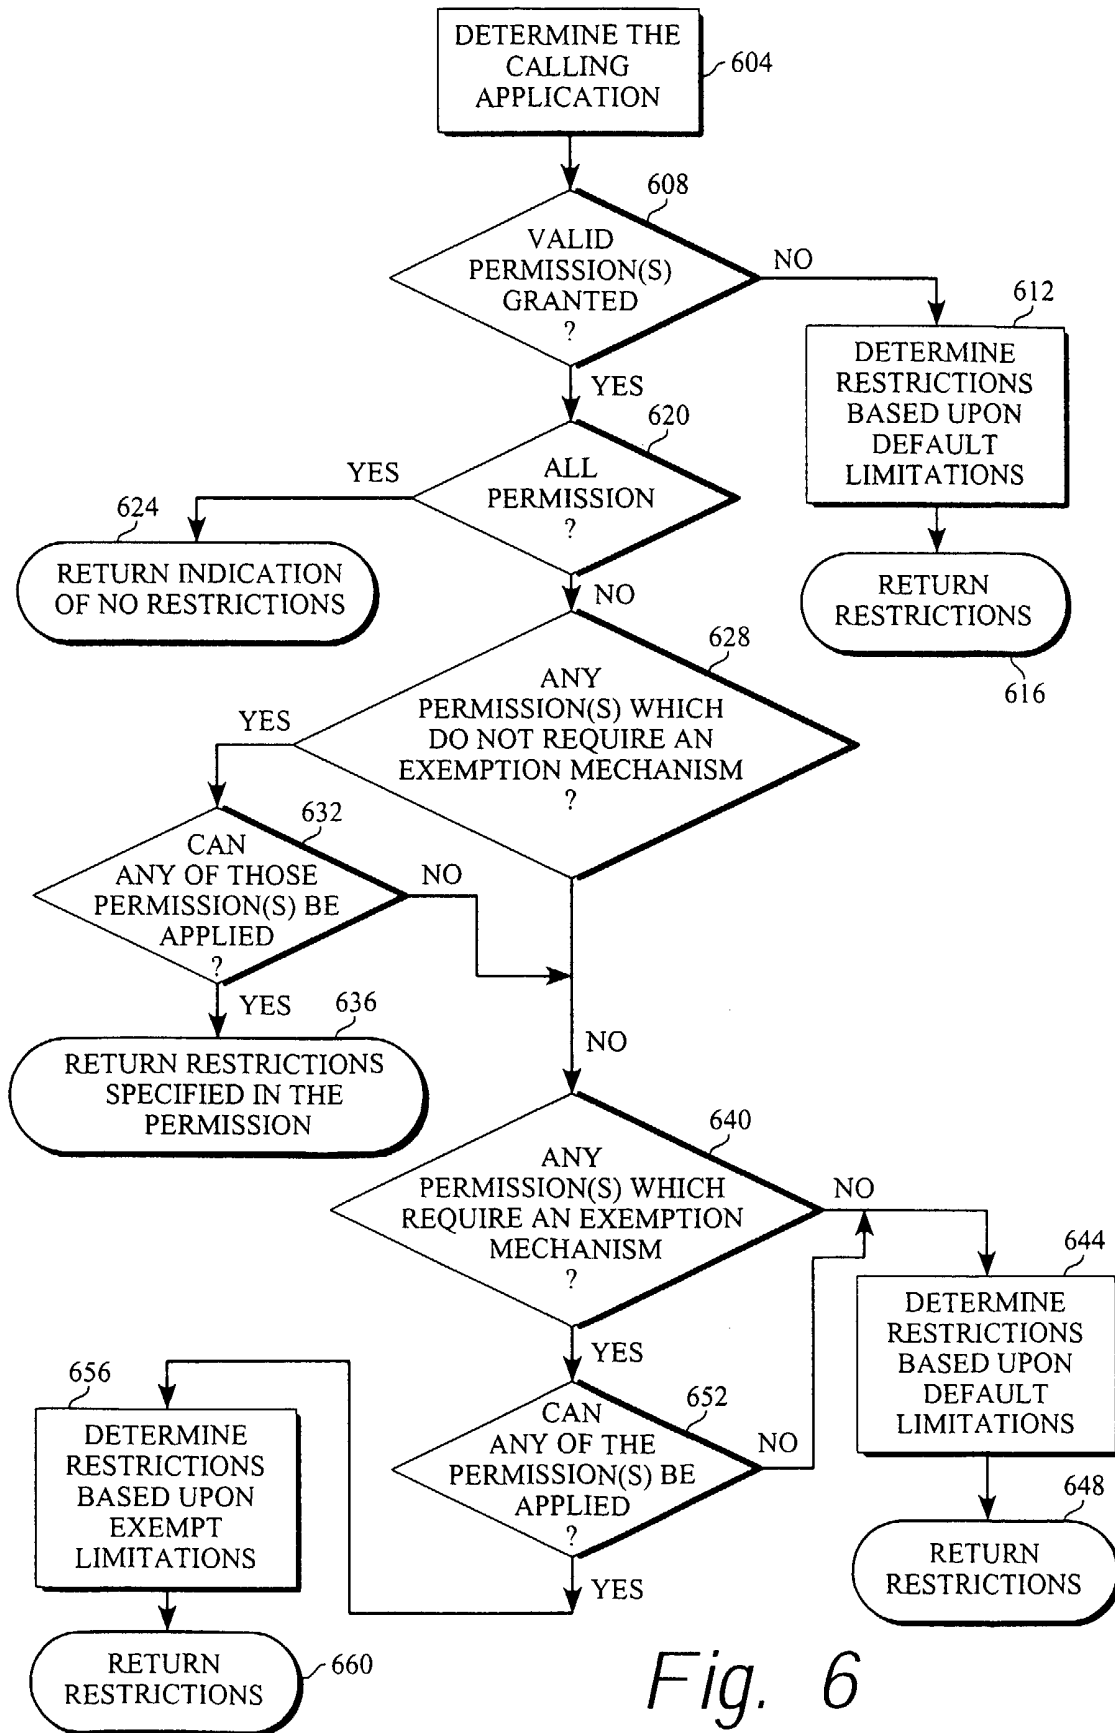 DETERMINE THE
CALLING
APPLICATION
604
608
VALID
PERMISSION(S)
GRANTED
?
NO
YES
612
DETERMINE
RESTRICTIONS
BASED UPON
DEFAULT
LIMITATIONS
RETURN
RESTRICTIONS
616
620
ALL
PERMISSION
?
YES
NO
624
RETURN INDICATION
OF NO RESTRICTIONS
628
ANY
PERMISSION(S) WHICH
DO NOT REQUIRE AN
EXEMPTION MECHANISM
?
YES
632
CAN
ANY OF THOSE
PERMISSION(S) BE
APPLIED
?
NO
YES
636
RETURN RESTRICTIONS
SPECIFIED IN THE
PERMISSION
NO
640
ANY
PERMISSION(S) WHICH
REQUIRE AN EXEMPTION
MECHANISM
?
NO
YES
644
DETERMINE
RESTRICTIONS
BASED UPON
DEFAULT
LIMITATIONS
648
RETURN
RESTRICTIONS
652
CAN
ANY OF THE
PERMISSION(S) BE
APPLIED
?
NO
YES
656
DETERMINE
RESTRICTIONS
BASED UPON
EXEMPT
LIMITATIONS
RETURN
RESTRICTIONS
660
Fig. 6